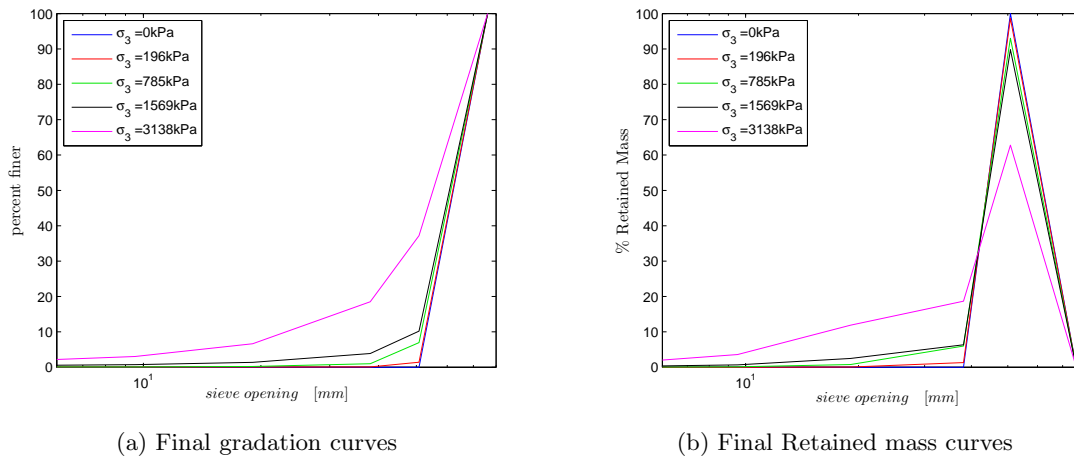 100
90
80
70
60
50
40
30
20
10
0
percent finer
σ3 =0kPa
σ3 =196kPa
σ3 =785kPa
σ3 =1569kPa
σ3 =3138kPa
10^1
sieve opening [mm]
(a) Final gradation curves
100
90
80
70
60
50
40
30
20
10
0
% Retained Mass
σ3 =0kPa
σ3 =196kPa
σ3 =785kPa
σ3 =1569kPa
σ3 =3138kPa
10^1
sieve opening [mm]
(b) Final Retained mass curves